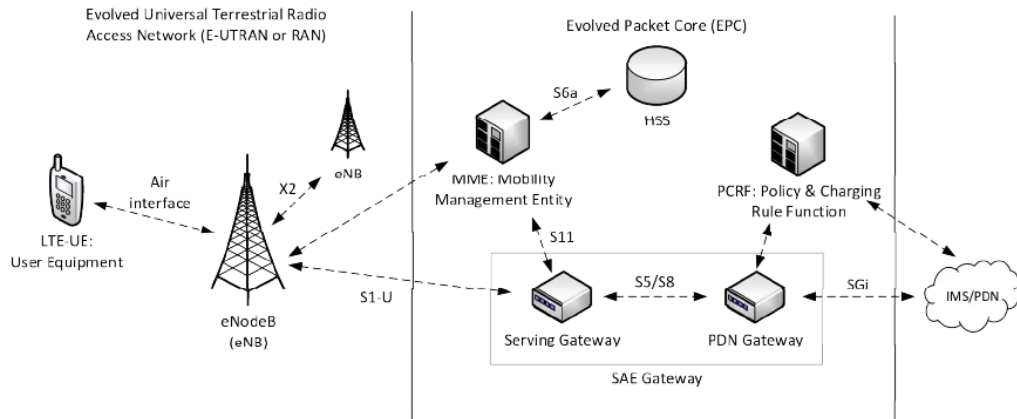 Evolved Universal Terrestrial Radio
Access Network (E-UTRAN or RAN)
Evolved Packet Core (EPC)
S6a
HSS
eNB
X2
Air
interface
LTE-UE:
User Equipment
MME: Mobility
Management Entity
PCRF: Policy & Charging
Rule Function
S11
S1-U
eNodeB
(eNB)
S5/S8
SGi
IMS/PDN
Serving Gateway
PDN Gateway
SAE Gateway